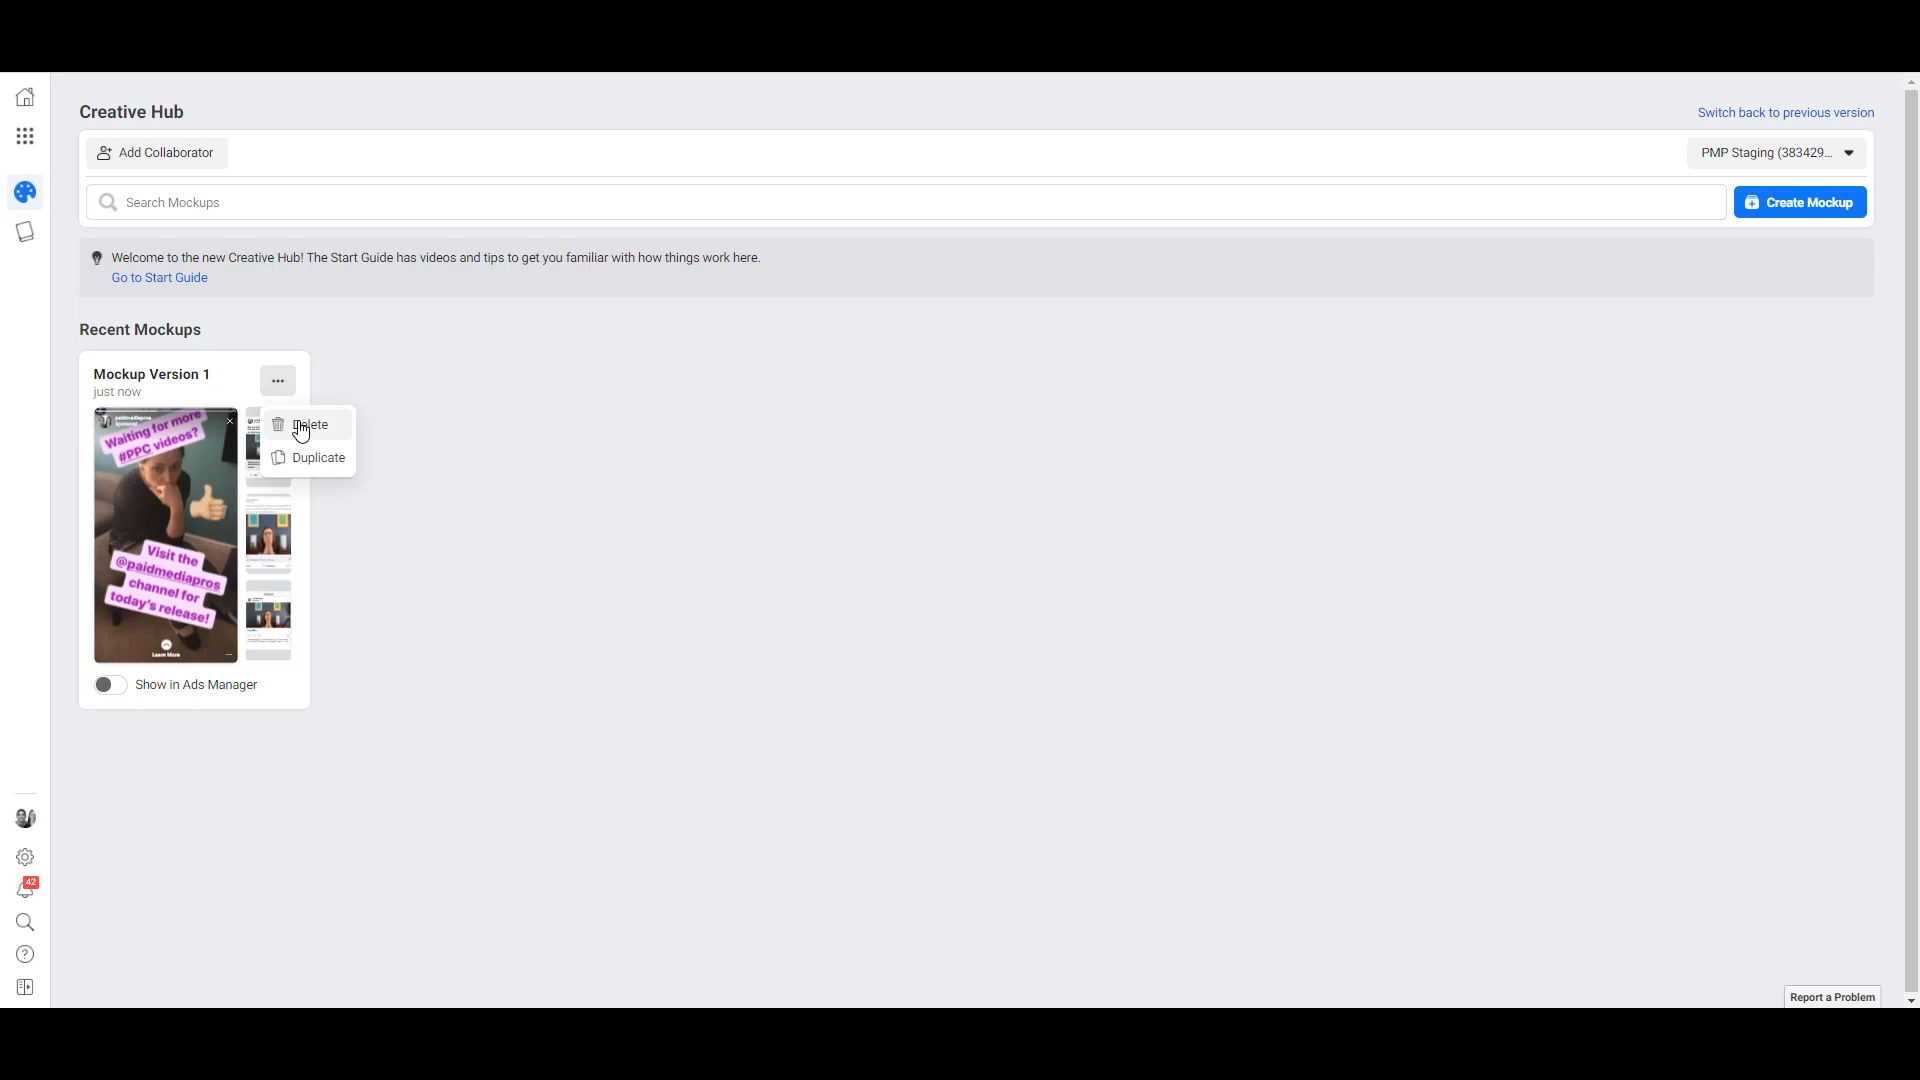 Creative Hub
Switch back to previous version
Add Collaborator
PMP Staging (383429...
Search Mockups
Create Mockup
Welcome to the new Creative Hub! The Start Guide has videos and tips to get you familiar with how things work here.
Go to Start Guide
Recent Mockups
Mockup Version 1
just now
Delete
Duplicate
paidmediapros
Waiting for more
#PPC videos?
Visit the
@paidmediapros
channel for
today's release!
Learn More
Show in Ads Manager
42
Report a Problem